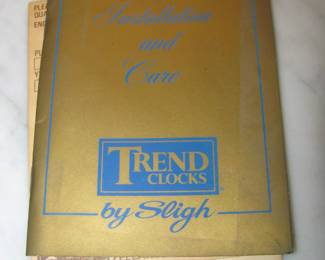 Installation
and
Care
TREND
CLOCKS
by Sligh